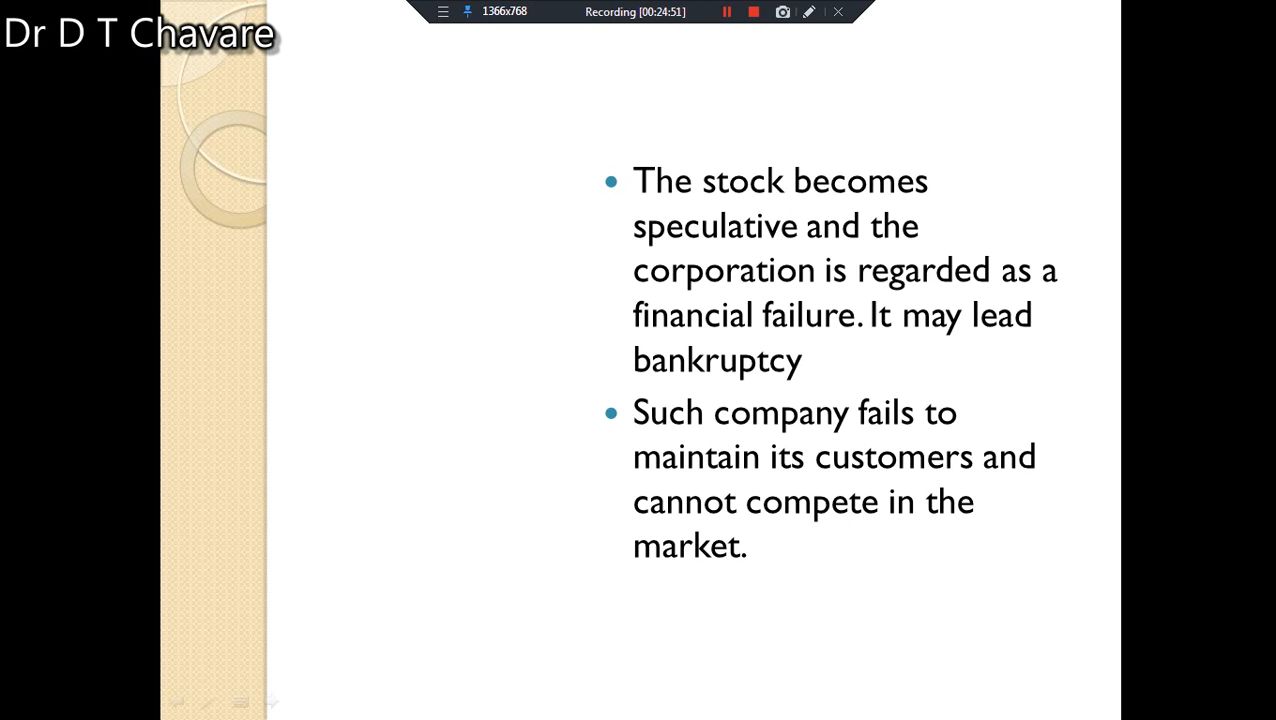 1366x768
Recording [00:24:51]
Dr D T Chavare
The stock becomes
speculative and the
corporation is regarded as a
financial failure. It may lead
bankruptcy
Such company fails to
maintain its customers and
cannot compete in the
market.